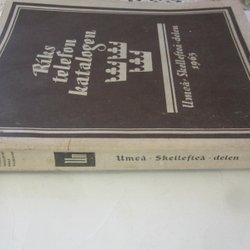 Riks
telefon
katalogen
Umeå-Skellefteå-delen
1965
Umeå · Skellefteå · delen